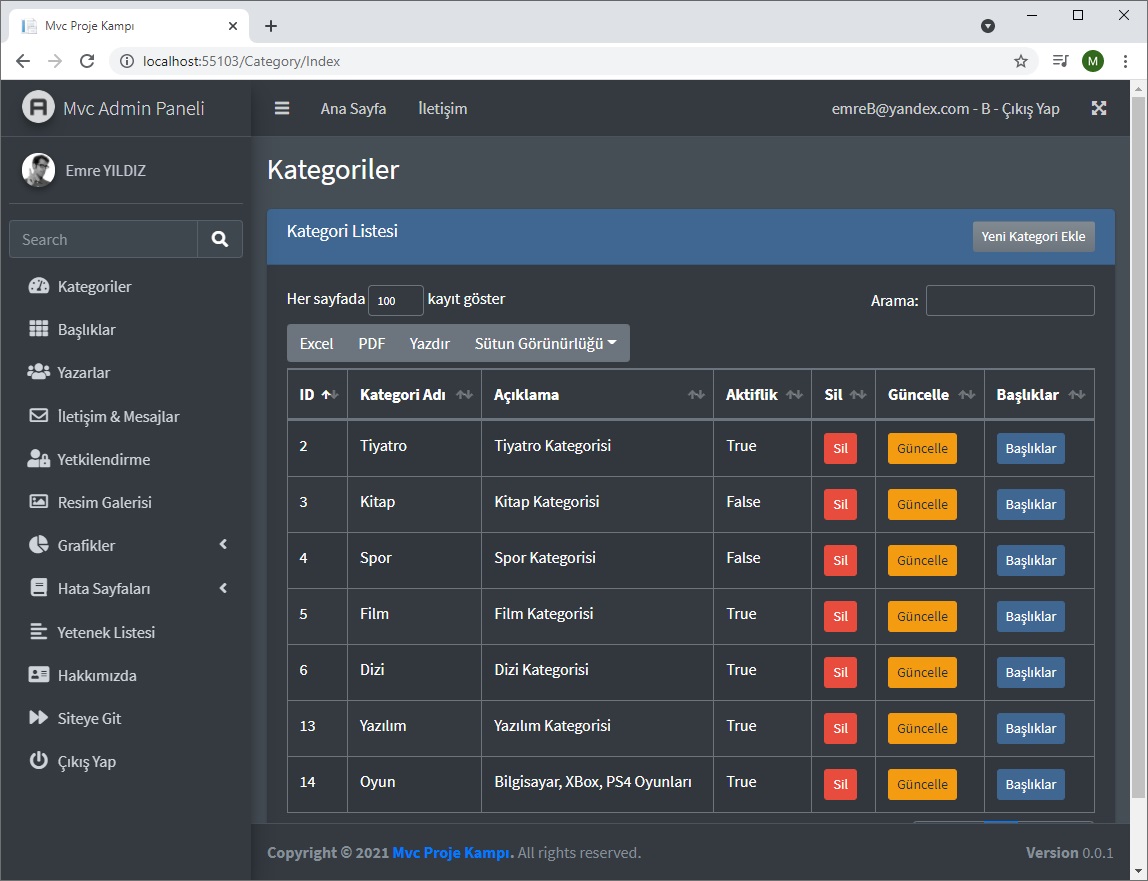 Mvc Proje Kampı
localhost:55103/Category/Index
M
Mvc Admin Paneli
Ana Sayfa
İletişim
emreB@yandex.com - B - Çıkış Yap
Emre YILDIZ
Search
Kategoriler
Başlıklar
Yazarlar
İletişim & Mesajlar
Yetkilendirme
Resim Galerisi
Grafikler
Hata Sayfaları
Yetenek Listesi
Hakkımızda
Siteye Git
Çıkış Yap
Kategoriler
Kategori Listesi
Yeni Kategori Ekle
Her sayfada 100 kayıt göster
Arama:
Excel PDF Yazdır Sütun Görünürlüğü
ID Kategori Adı Açıklama Aktiflik Sil Güncelle Başlıklar
2 Tiyatro Tiyatro Kategorisi True Sil Güncelle Başlıklar
3 Kitap Kitap Kategorisi False Sil Güncelle Başlıklar
4 Spor Spor Kategorisi False Sil Güncelle Başlıklar
5 Film Film Kategorisi True Sil Güncelle Başlıklar
6 Dizi Dizi Kategorisi True Sil Güncelle Başlıklar
13 Yazılım Yazılım Kategorisi True Sil Güncelle Başlıklar
14 Oyun Bilgisayar, XBox, PS4 Oyunları True Sil Güncelle Başlıklar
Copyright © 2021 Mvc Proje Kampı. All rights reserved.
Version 0.0.1